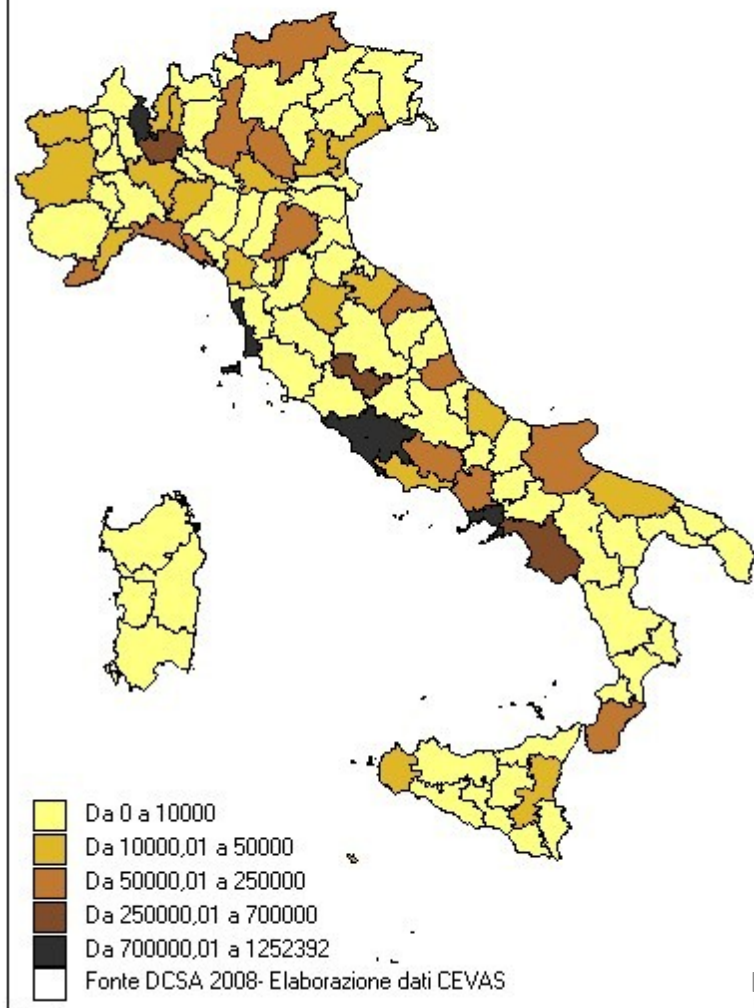 Da 0 a 10000
Da 10000,01 a 50000
Da 50000,01 a 250000
Da 250000,01 a 700000
Da 700000,01 a 1252392
Fonte DCSA 2008- Elaborazione dati CEVAS